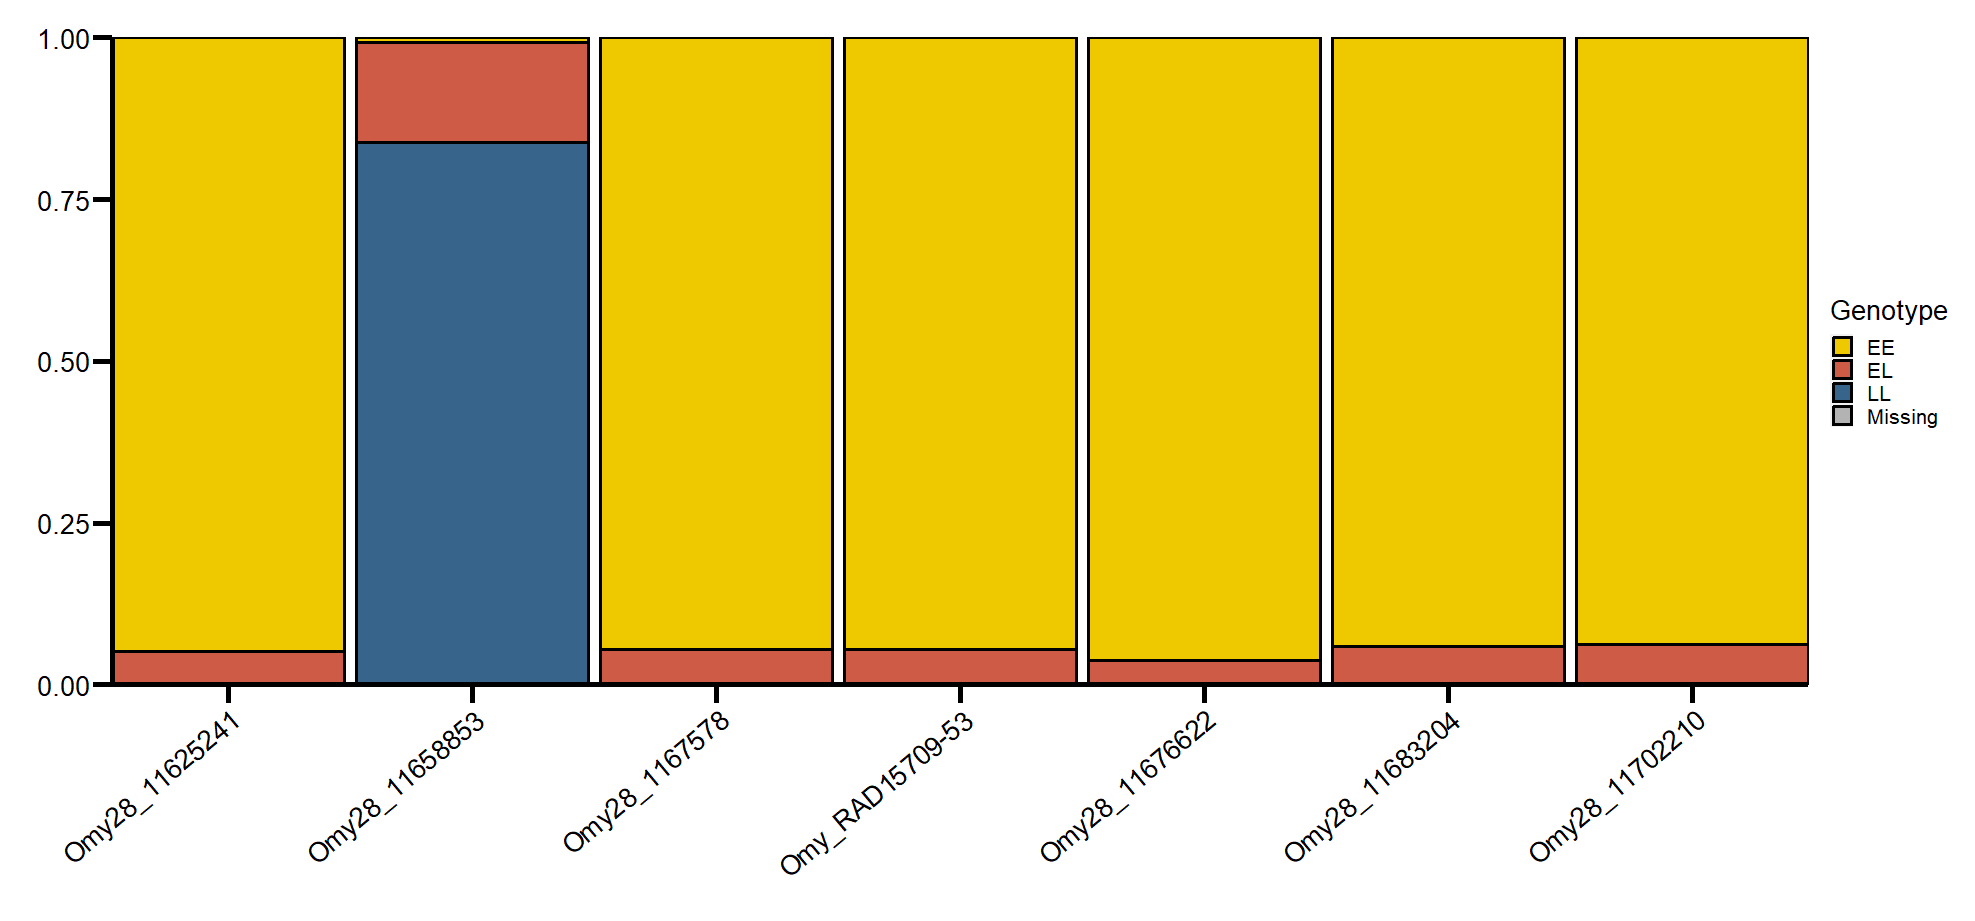 1.00
0.75
0.50
0.25
0.00
Omy28_11625241
Omy28_11658853
Omy28_1167578
Omy_RAD15709-53
Omy28_11676622
Omy28_11683204
Omy28_11702210
Genotype
EE
EL
LL
Missing